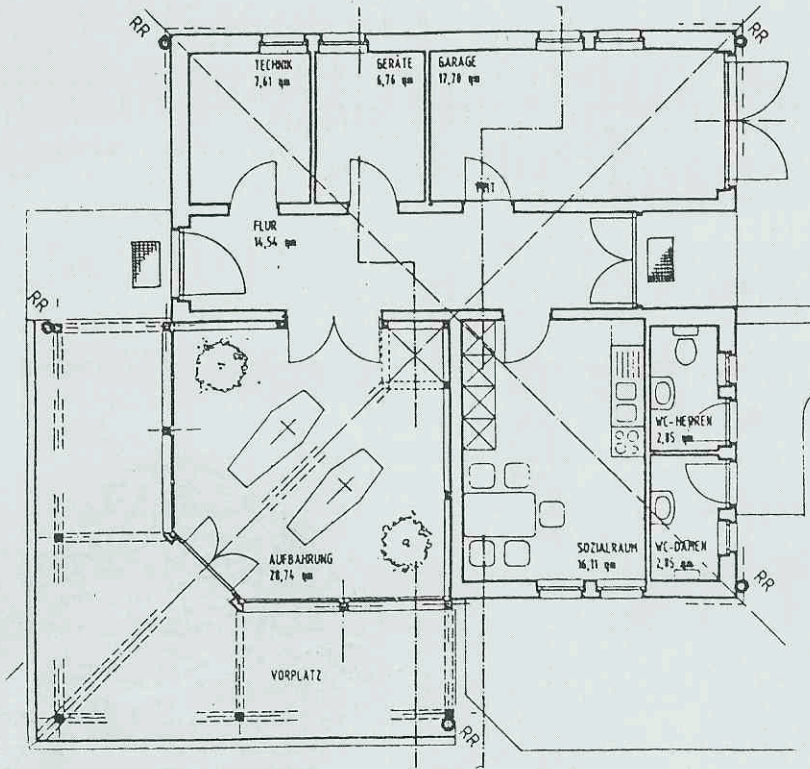 RR
RR
TECHNIK
7,61 qm
GERÄTE
6,76 qm
GARAGE
17,78 qm
FLUR
14,54 qm
RR
WC-HERREN
2,85 qm
AUFBAHRUNG
28,74 qm
SOZIALRAUM
16,11 qm
WC-DAMEN
2,85 qm
RR
VORPLATZ
RR